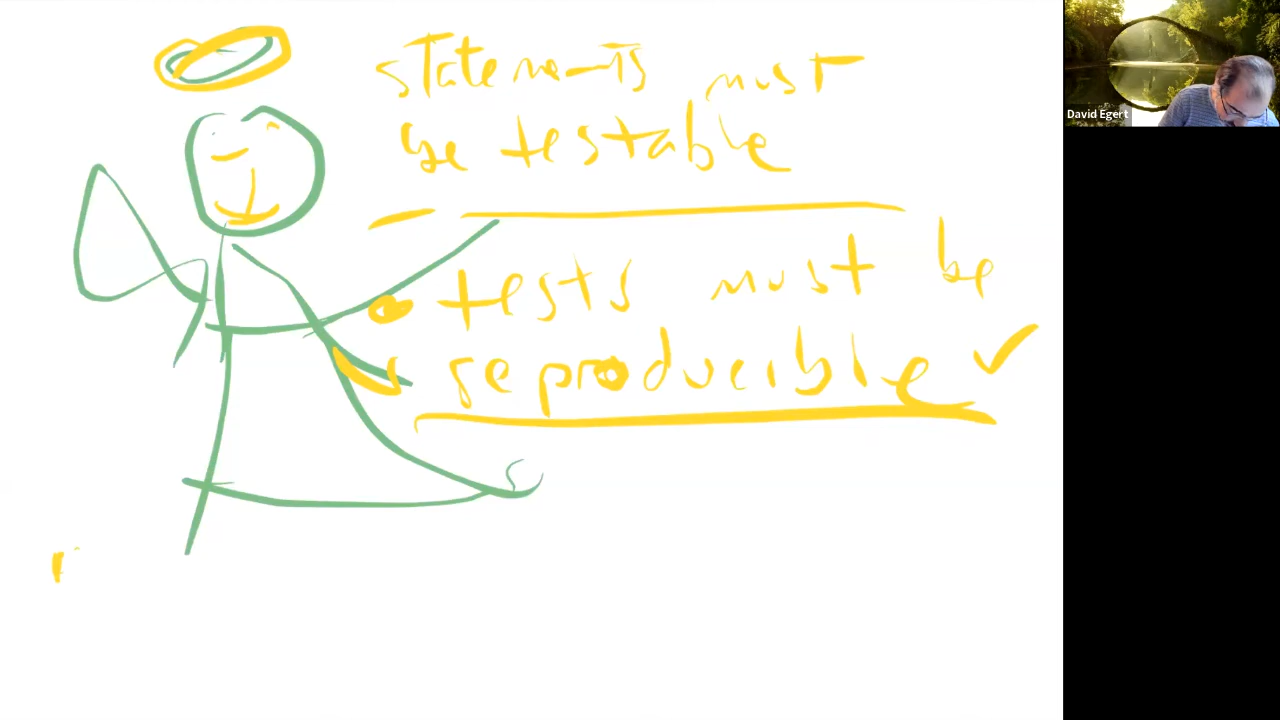 statements must
be testable
tests must be
reproducible
David Egert